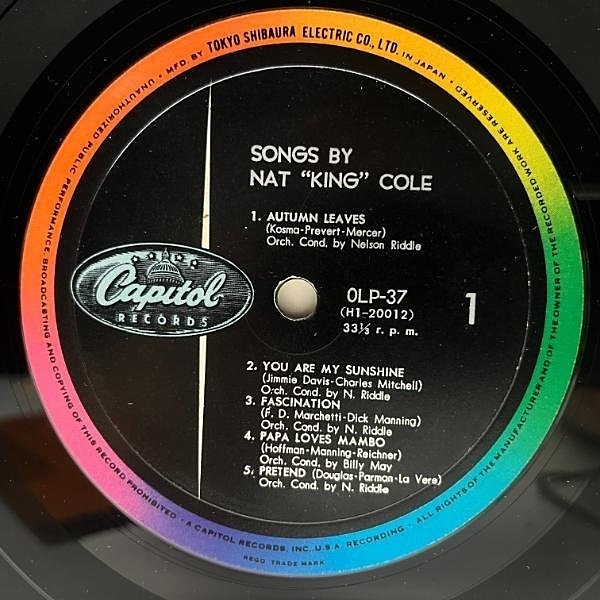 • MFD. BY TOKYO SHIBAURA ELECTRIC CO., LTD. IN JAPAN •
ALL RIGHTS OF THE MANUFACTURER AND OF THE OWNER OF THE RECORDED WORK ARE RESERVED
UNAUTHORIZED PUBLIC PERFORMANCE, BROADCASTING AND COPYING OF THIS RECORD PROHIBITED
• A CAPITOL RECORDS, INC., U.S.A. RECORDING •
REGD TRADE MARK
SONGS BY
NAT "KING" COLE
1. AUTUMN LEAVES
(Kosma-Prevert-Mercer)
Orch. Cond. by Nelson Riddle
Capitol
RECORDS
OLP-37
(H1-20012)
33⅓ r. p. m.
1
2. YOU ARE MY SUNSHINE
(Jimmie Davis-Charles Mitchell)
Orch. Cond. by N. Riddle
3. FASCINATION
(F. D. Marchetti-Dick Manning)
Orch. Cond. by N. Riddle
4. PAPA LOVES MAMBO
(Hoffman-Manning-Reichner)
Orch. Cond. by Billy May
5. PRETEND (Douglas-Parman-La Vere)
Orch. Cond. by N. Riddle